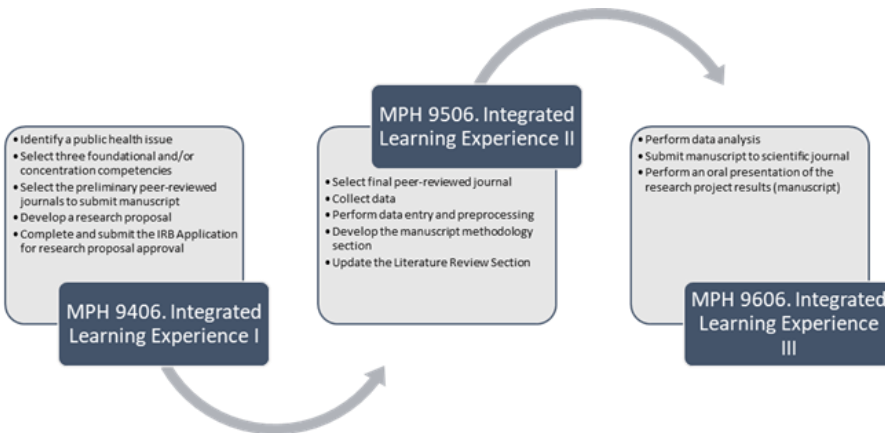 • Identify a public health issue
• Select three foundational and/or
concentration competencies
• Select the preliminary peer-reviewed
journals to submit manuscript
• Develop a research proposal
• Complete and submit the IRB Application
for research proposal approval
MPH 9406. Integrated
Learning Experience I
MPH 9506. Integrated
Learning Experience II
• Select final peer-reviewed journal
• Collect data
• Perform data entry and preprocessing
• Develop the manuscript methodology
section
• Update the Literature Review Section
• Perform data analysis
• Submit manuscript to scientific journal
• Perform an oral presentation of the
research project results (manuscript)
MPH 9606. Integrated
Learning Experience
III